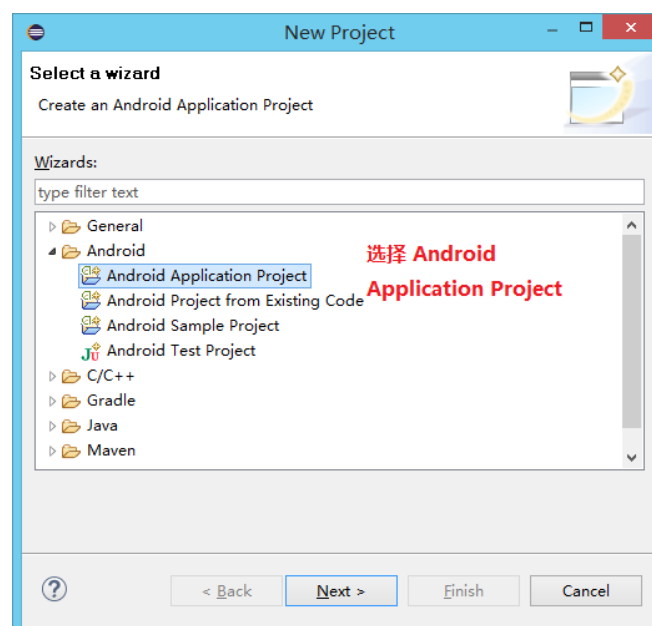 New Project
Select a wizard
Create an Android Application Project
Wizards:
type filter text
General
Android
选择 Android
Application Project
Android Application Project
Android Project from Existing Code
Android Sample Project
Android Test Project
C/C++
Gradle
Java
Maven
< Back
Next >
Finish
Cancel